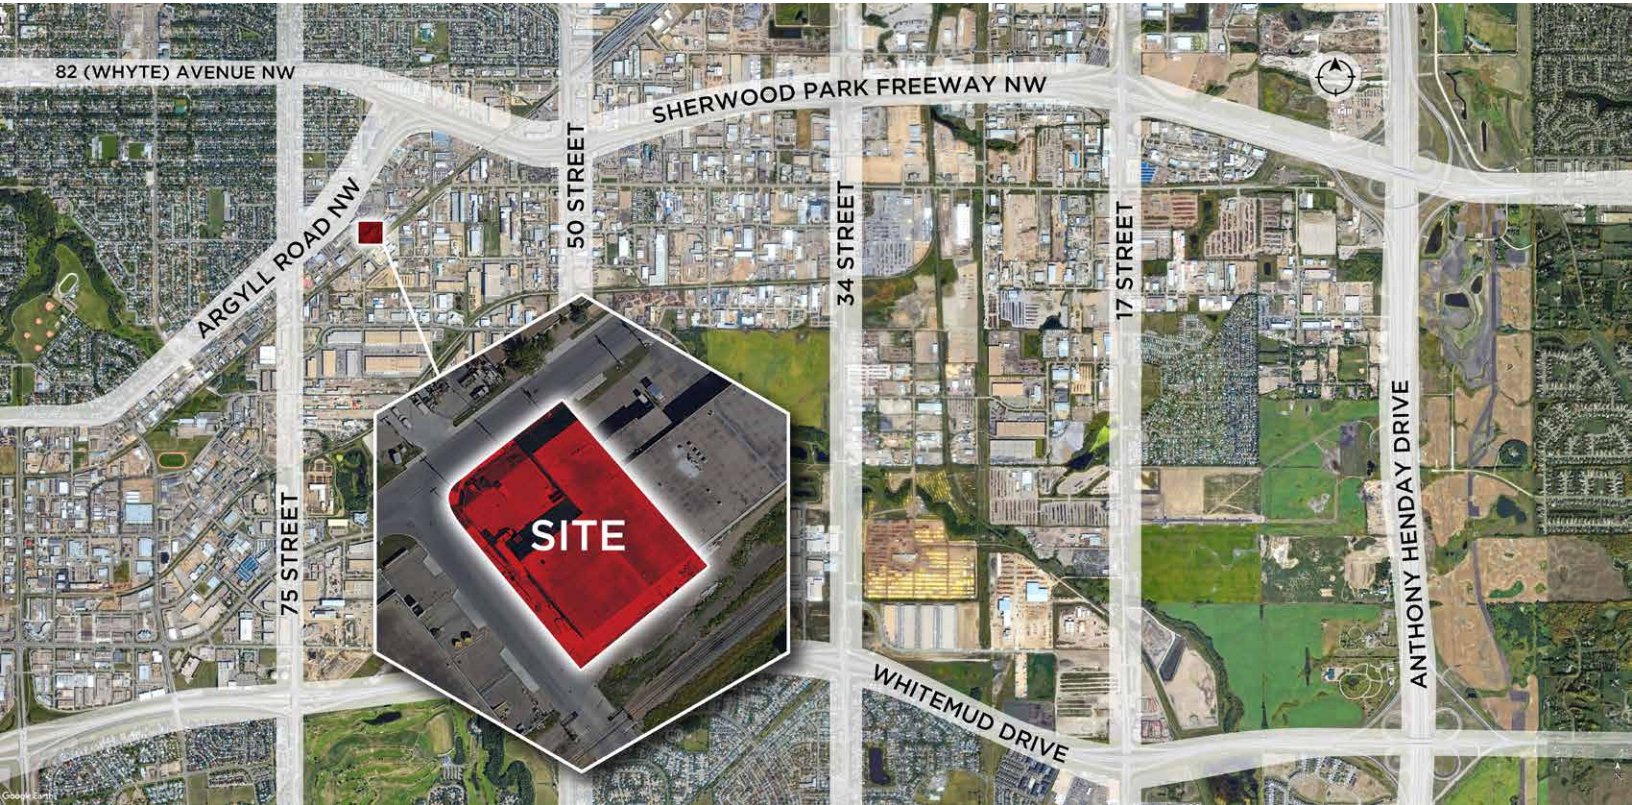 82 (WHYTE) AVENUE NW
SHERWOOD PARK FREEWAY NW
ARGYLL ROAD NW
50 STREET
34 STREET
17 STREET
75 STREET
SITE
ANTHONY HENDAY DRIVE
WHITEMUD DRIVE
Google Earth